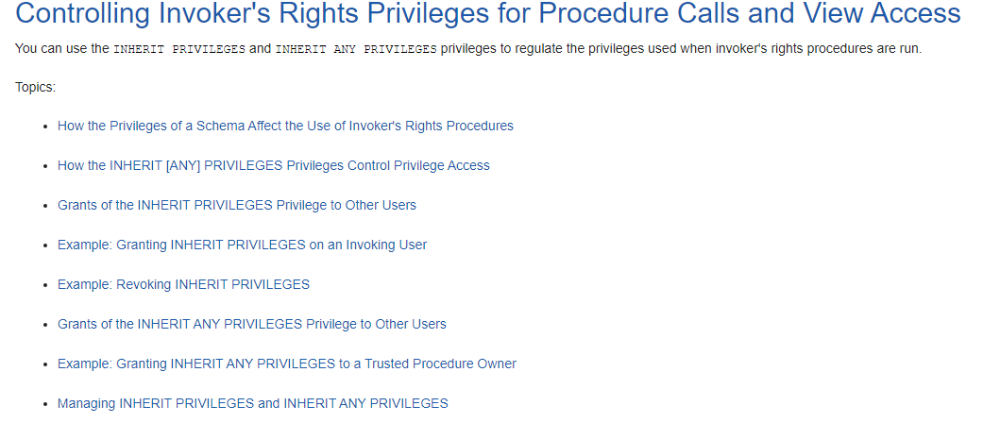 Controlling Invoker's Rights Privileges for Procedure Calls and View Access
You can use the INHERIT PRIVILEGES and INHERIT ANY PRIVILEGES privileges to regulate the privileges used when invoker's rights procedures are run.
Topics:
• How the Privileges of a Schema Affect the Use of Invoker's Rights Procedures
• How the INHERIT [ANY] PRIVILEGES Privileges Control Privilege Access
• Grants of the INHERIT PRIVILEGES Privilege to Other Users
• Example: Granting INHERIT PRIVILEGES on an Invoking User
• Example: Revoking INHERIT PRIVILEGES
• Grants of the INHERIT ANY PRIVILEGES Privilege to Other Users
• Example: Granting INHERIT ANY PRIVILEGES to a Trusted Procedure Owner
• Managing INHERIT PRIVILEGES and INHERIT ANY PRIVILEGES